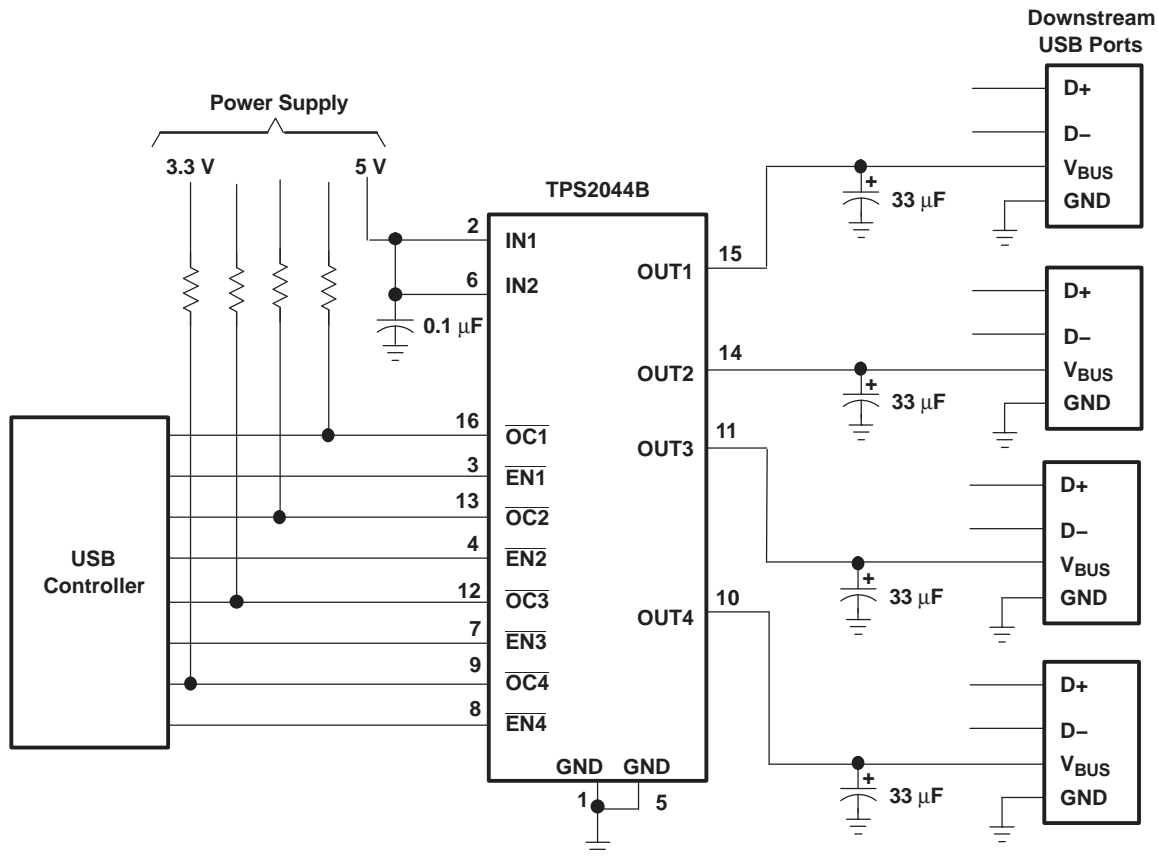 Downstream
USB Ports
Power Supply
3.3 V
5 V
TPS2044B
2
IN1
6
IN2
0.1 μF
16
OC1
3
EN1
13
OC2
4
EN2
12
OC3
7
EN3
9
OC4
8
EN4
USB
Controller
GND
GND
1
5
OUT1
15
OUT2
14
OUT3
11
OUT4
10
+
33 μF
D+
D−
VBUS
GND
+
33 μF
D+
D−
VBUS
GND
+
33 μF
D+
D−
VBUS
GND
+
33 μF
D+
D−
VBUS
GND